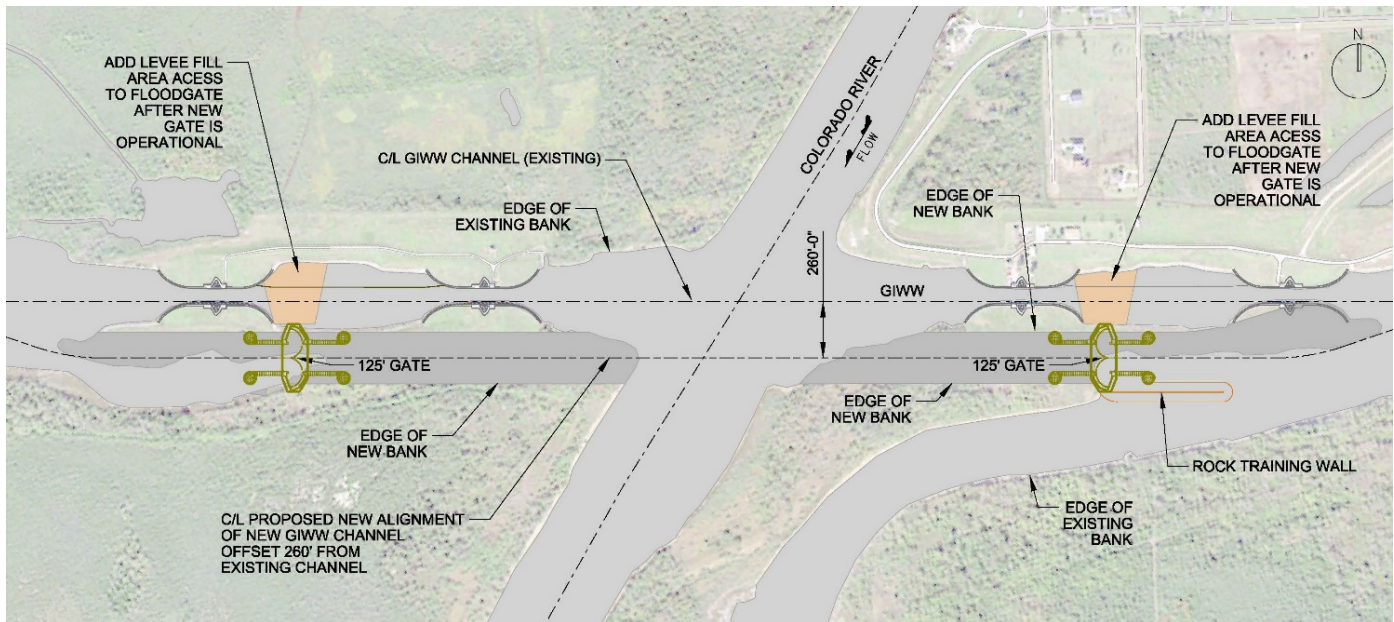 ADD LEVEE FILL
AREA ACESS
TO FLOODGATE
AFTER NEW
GATE IS
OPERATIONAL
C/L GIWW CHANNEL (EXISTING)
EDGE OF
EXISTING BANK
COLORADO RIVER
FLOW
N
ADD LEVEE FILL
AREA ACESS
TO FLOODGATE
AFTER NEW
GATE IS
OPERATIONAL
EDGE OF
NEW BANK
260'-0"
GIWW
125' GATE
125' GATE
EDGE OF
NEW BANK
EDGE OF
NEW BANK
ROCK TRAINING WALL
C/L PROPOSED NEW ALIGNMENT
OF NEW GIWW CHANNEL
OFFSET 260' FROM
EXISTING CHANNEL
EDGE OF
EXISTING
BANK